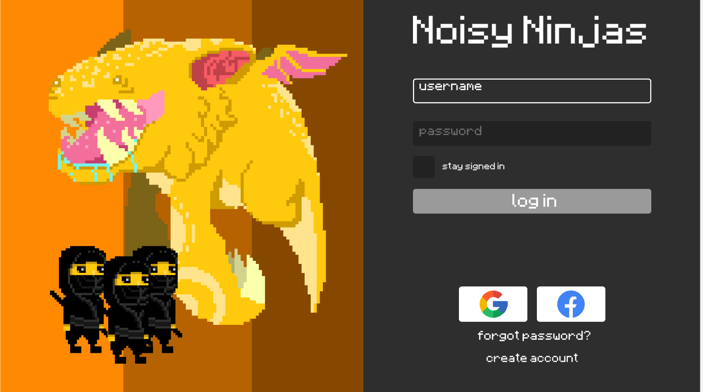 Noisy Ninjas
username
password
stay signed in
log in
forgot password?
create account